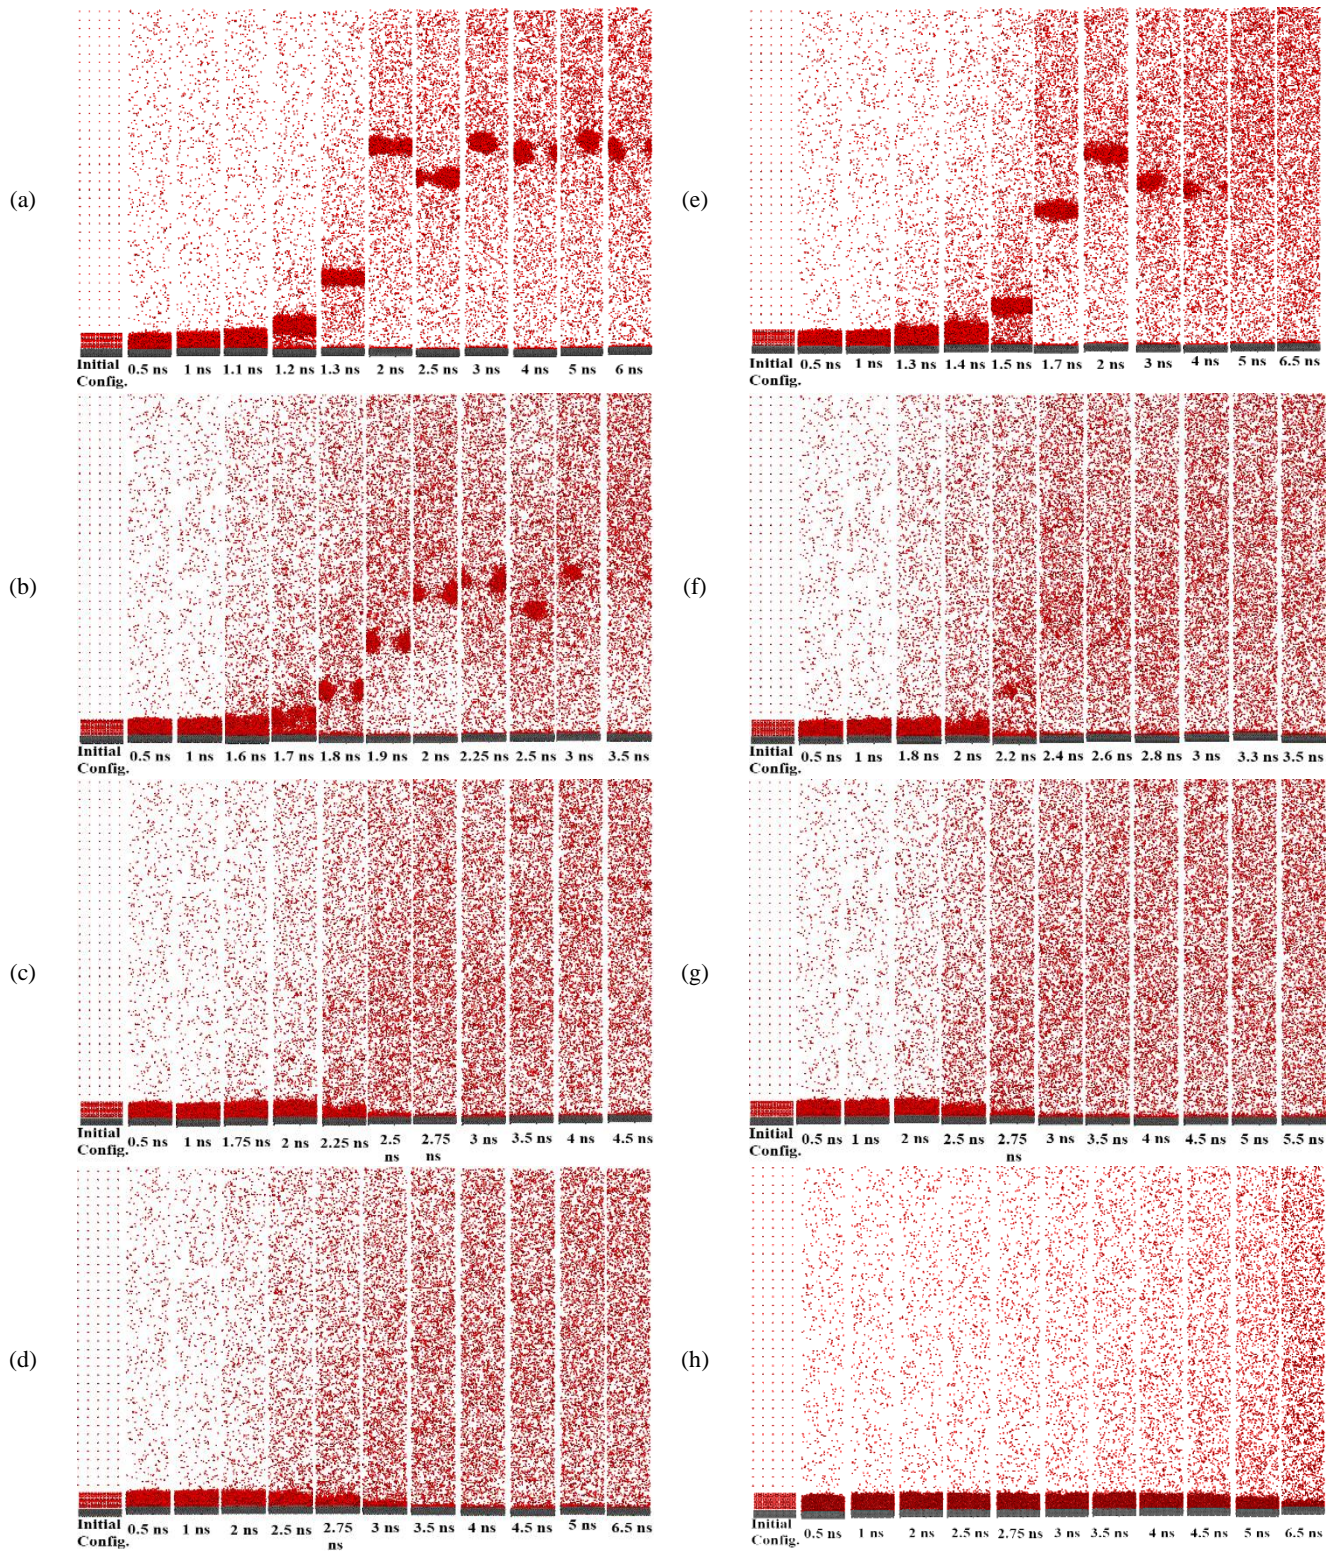 (a)
Initial Config. 0.5 ns 1 ns 1.1 ns 1.2 ns 1.3 ns 2 ns 2.5 ns 3 ns 4 ns 5 ns 6 ns
(e)
Initial Config. 0.5 ns 1 ns 1.3 ns 1.4 ns 1.5 ns 1.7 ns 2 ns 3 ns 4 ns 5 ns 6.5 ns
(b)
Initial Config. 0.5 ns 1 ns 1.6 ns 1.7 ns 1.8 ns 1.9 ns 2 ns 2.25 ns 2.5 ns 3 ns 3.5 ns
(f)
Initial Config. 0.5 ns 1 ns 1.8 ns 2 ns 2.2 ns 2.4 ns 2.6 ns 2.8 ns 3 ns 3.3 ns 3.5 ns
(c)
Initial Config. 0.5 ns 1 ns 1.75 ns 2 ns 2.25 ns 2.5 ns 2.75 ns 3 ns 3.5 ns 4 ns 4.5 ns
(g)
Initial Config. 0.5 ns 1 ns 2 ns 2.5 ns 2.75 ns 3 ns 3.5 ns 4 ns 4.5 ns 5 ns 5.5 ns
(d)
Initial Config. 0.5 ns 1 ns 2 ns 2.5 ns 2.75 ns 3 ns 3.5 ns 4 ns 4.5 ns 5 ns 6.5 ns
(h)
Initial Config. 0.5 ns 1 ns 2 ns 2.5 ns 2.75 ns 3 ns 3.5 ns 4 ns 4.5 ns 5 ns 6.5 ns